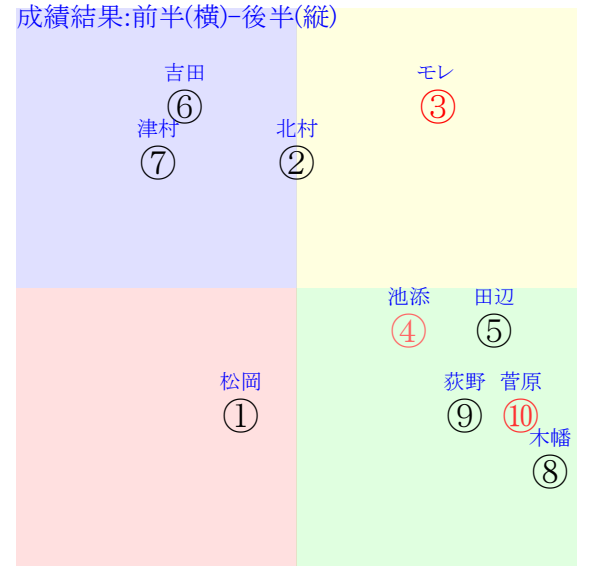 成績結果:前半(横)-後半(縦)
吉田
モレ
⑥
③
津村
北村
⑦
②
池添
田辺
④
⑤
松岡
荻野
菅原
①
⑨
⑩
木幡
⑧